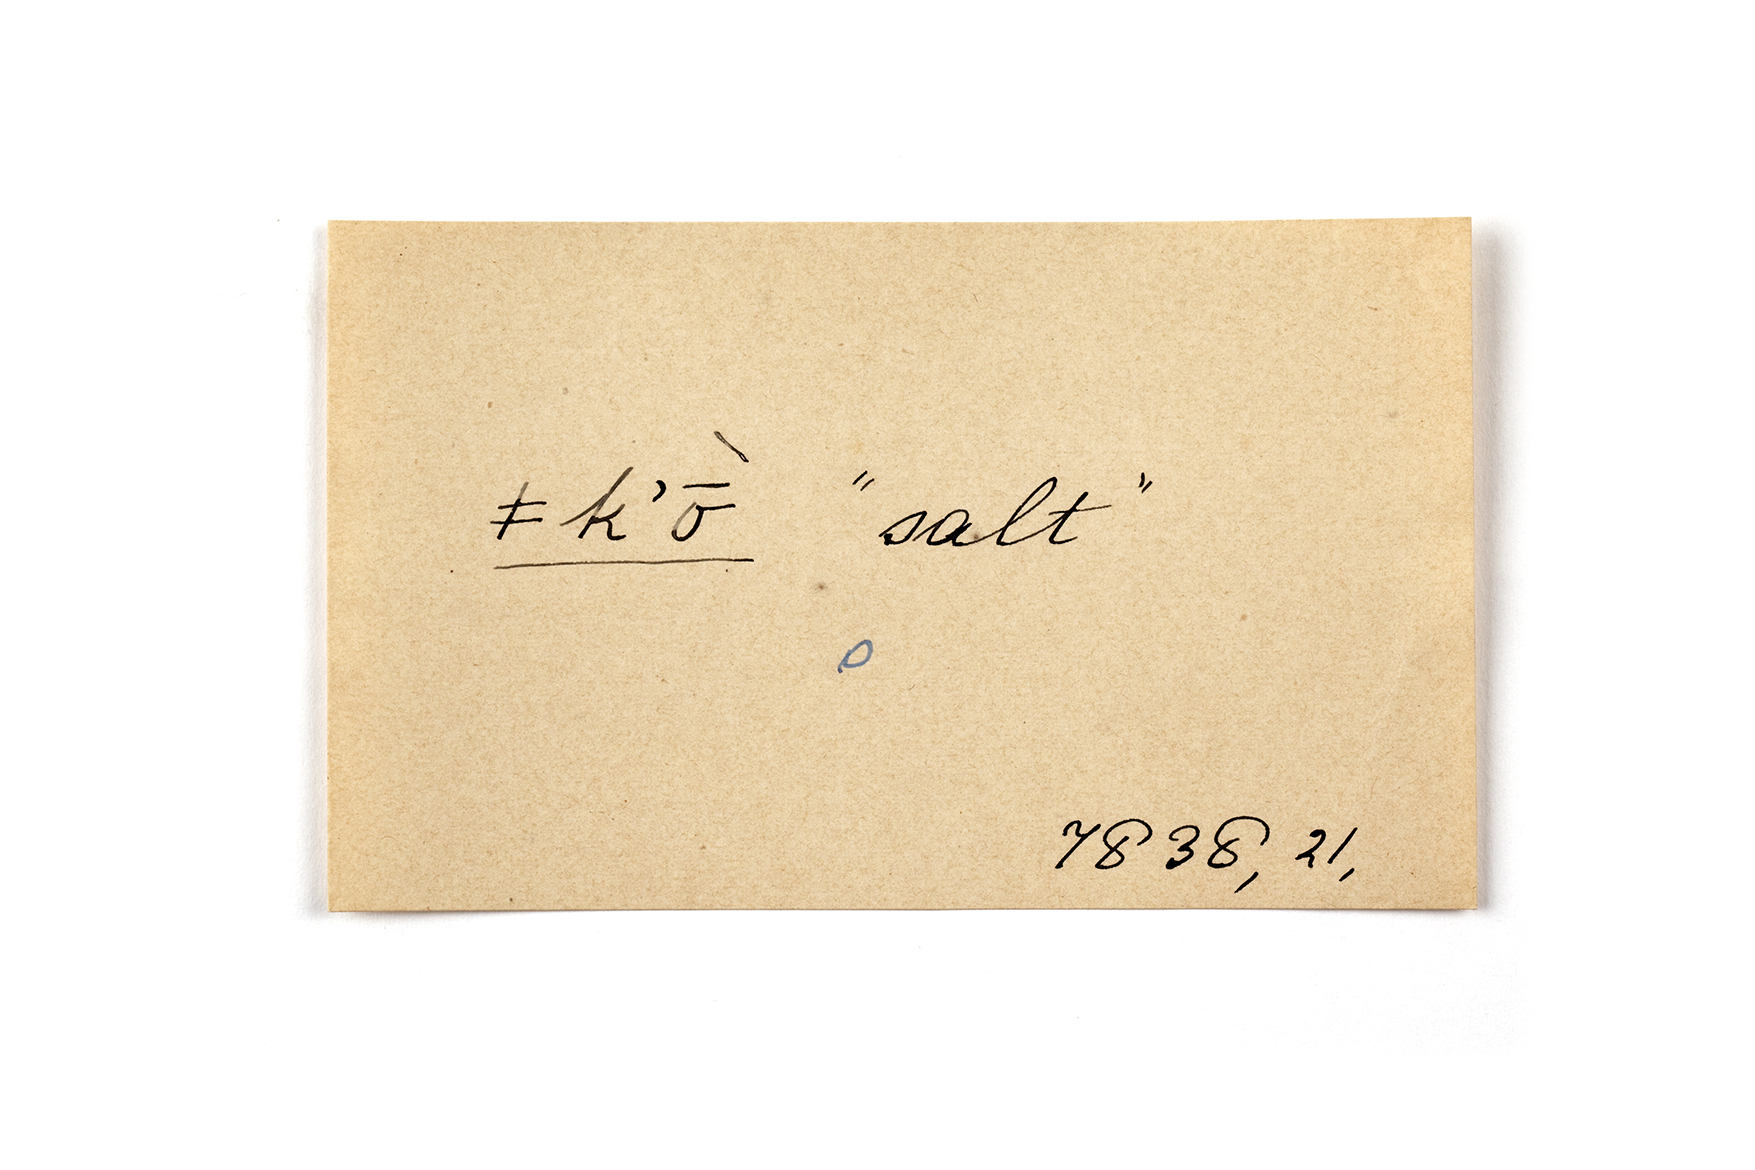 ǂk’ṑ "salt"
o
7838, 21,